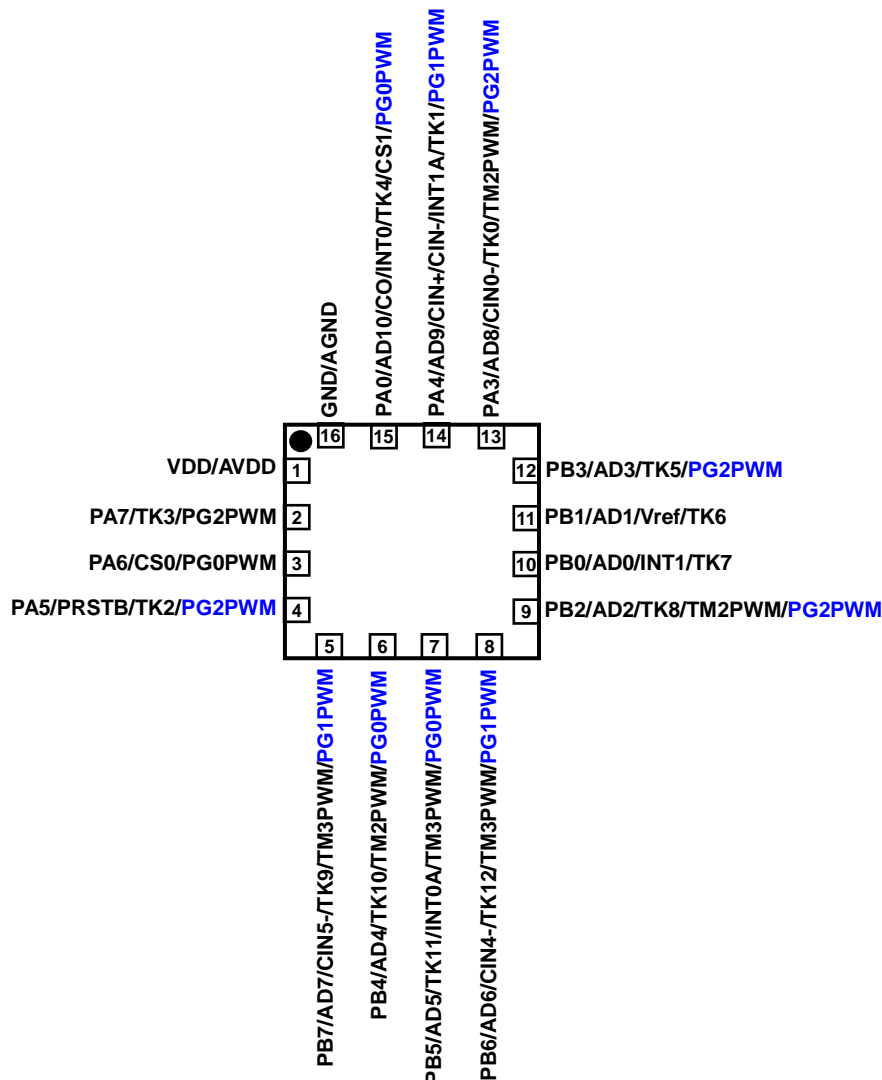 PA0/AD10/CO/INT0/TK4/CS1/PG0PWM
PA4/AD9/CIN+/CIN-/INT1A/TK1/PG1PWM
PA3/AD8/CIN0-/TK0/TM2PWM/PG2PWM
GND/AGND
16
15
14
13
VDD/AVDD
1
12
PB3/AD3/TK5/PG2PWM
PA7/TK3/PG2PWM
2
11
PB1/AD1/Vref/TK6
PA6/CS0/PG0PWM
3
10
PB0/AD0/INT1/TK7
PA5/PRSTB/TK2/PG2PWM
4
9
PB2/AD2/TK8/TM2PWM/PG2PWM
5
6
7
8
PB7/AD7/CIN5-/TK9/TM3PWM/PG1PWM
PB4/AD4/TK10/TM2PWM/PG0PWM
PB5/AD5/TK11/INT0A/TM3PWM/PG0PWM
PB6/AD6/CIN4-/TK12/TM3PWM/PG1PWM